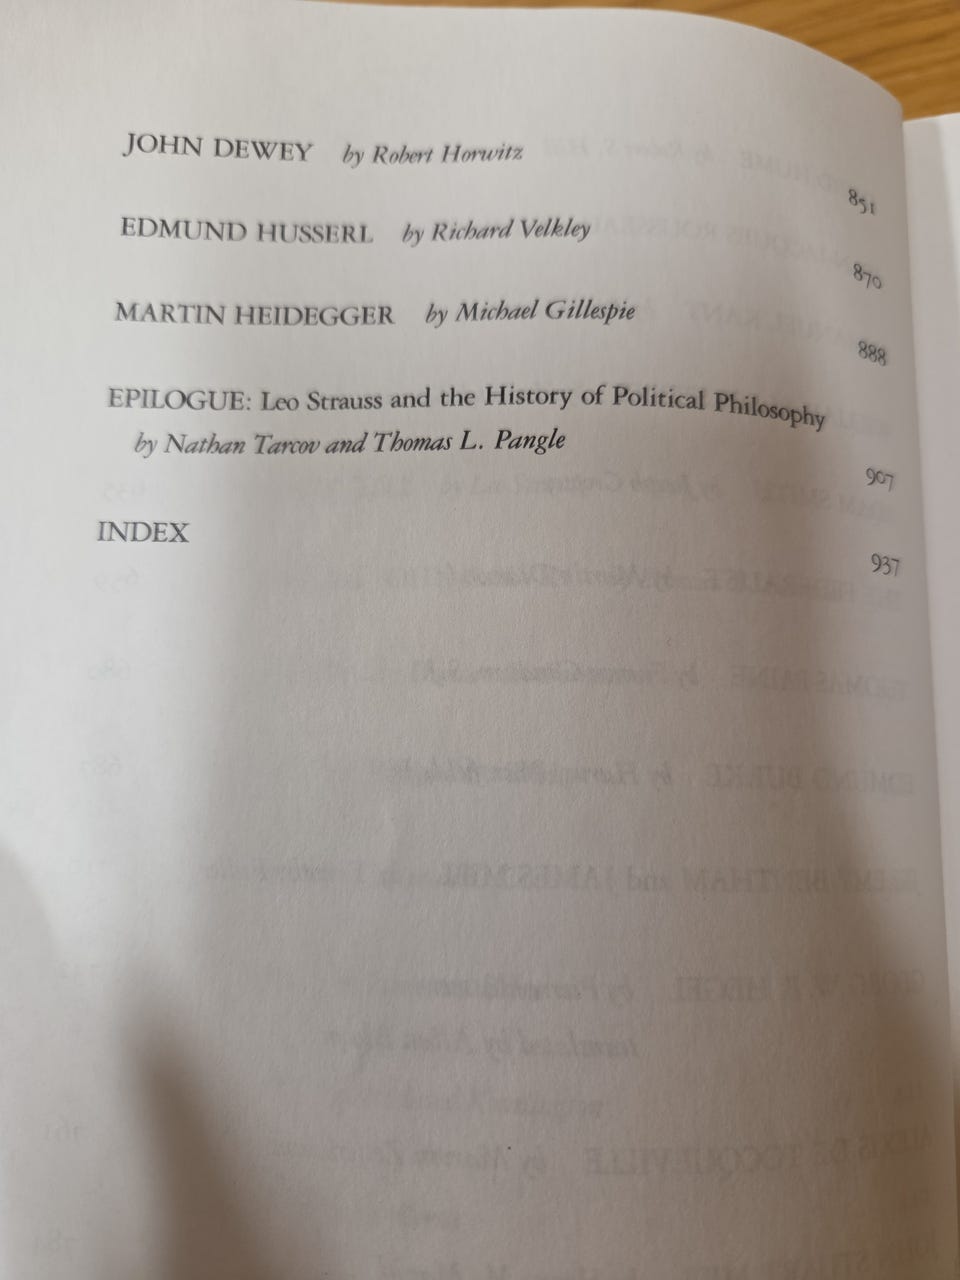 JOHN DEWEY by Robert Horwitz 851
EDMUND HUSSERL by Richard Velkley 870
MARTIN HEIDEGGER by Michael Gillespie 888
EPILOGUE: Leo Strauss and the History of Political Philosophy
by Nathan Tarcov and Thomas L. Pangle 907
INDEX 937